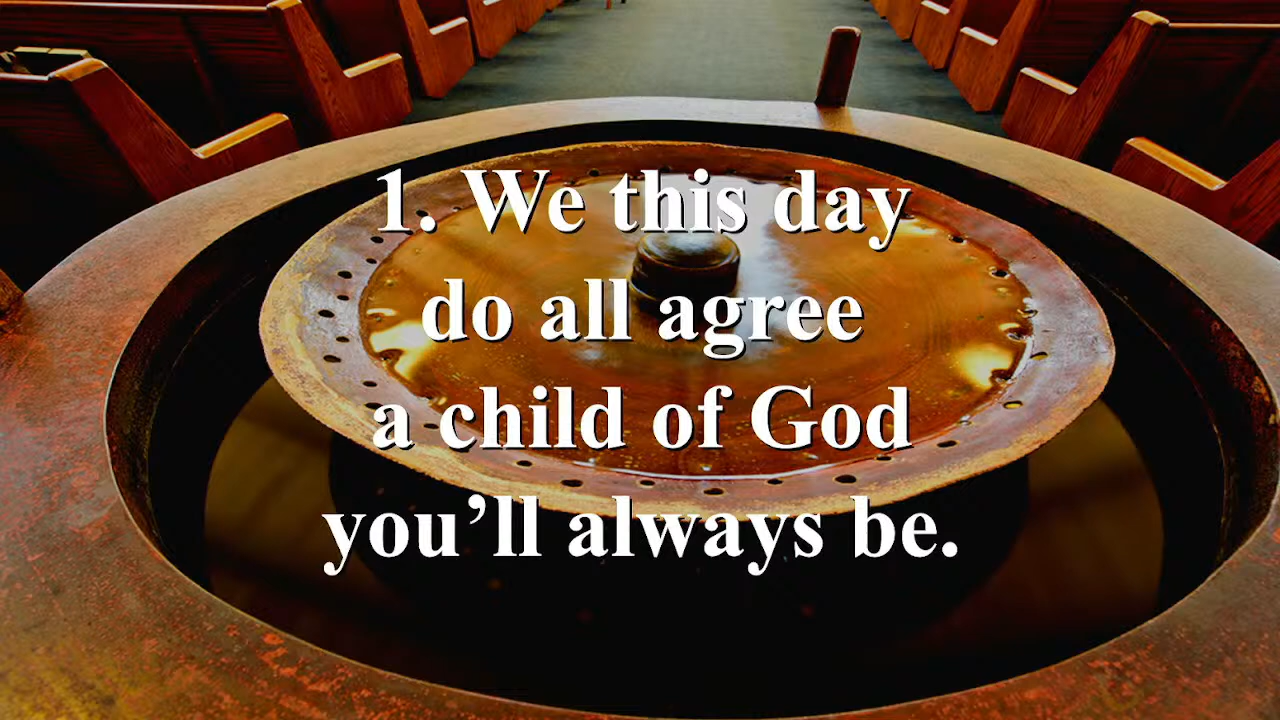 1. We this day
do all agree
a child of God
you’ll always be.